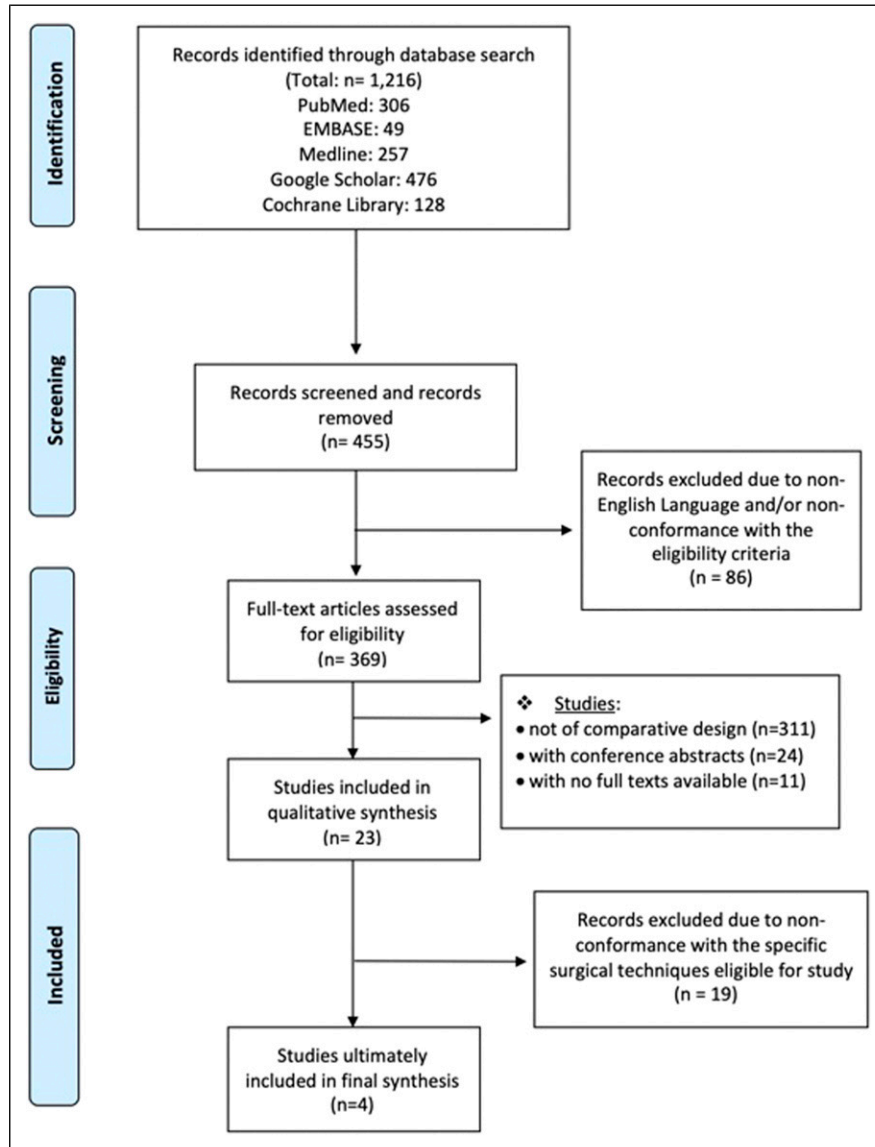 Identification
Records identified through database search
(Total: n= 1,216)
PubMed: 306
EMBASE: 49
Medline: 257
Google Scholar: 476
Cochrane Library: 128
Screening
Records screened and records
removed
(n= 455)
Records excluded due to non-
English Language and/or non-
conformance with the
eligibility criteria
(n = 86)
Eligibility
Full-text articles assessed
for eligibility
(n= 369)
❖ Studies:
• not of comparative design (n=311)
• with conference abstracts (n=24)
• with no full texts available (n=11)
Studies included in
qualitative synthesis
(n= 23)
Included
Records excluded due to non-
conformance with the specific
surgical techniques eligible for study
(n = 19)
Studies ultimately
included in final synthesis
(n=4)